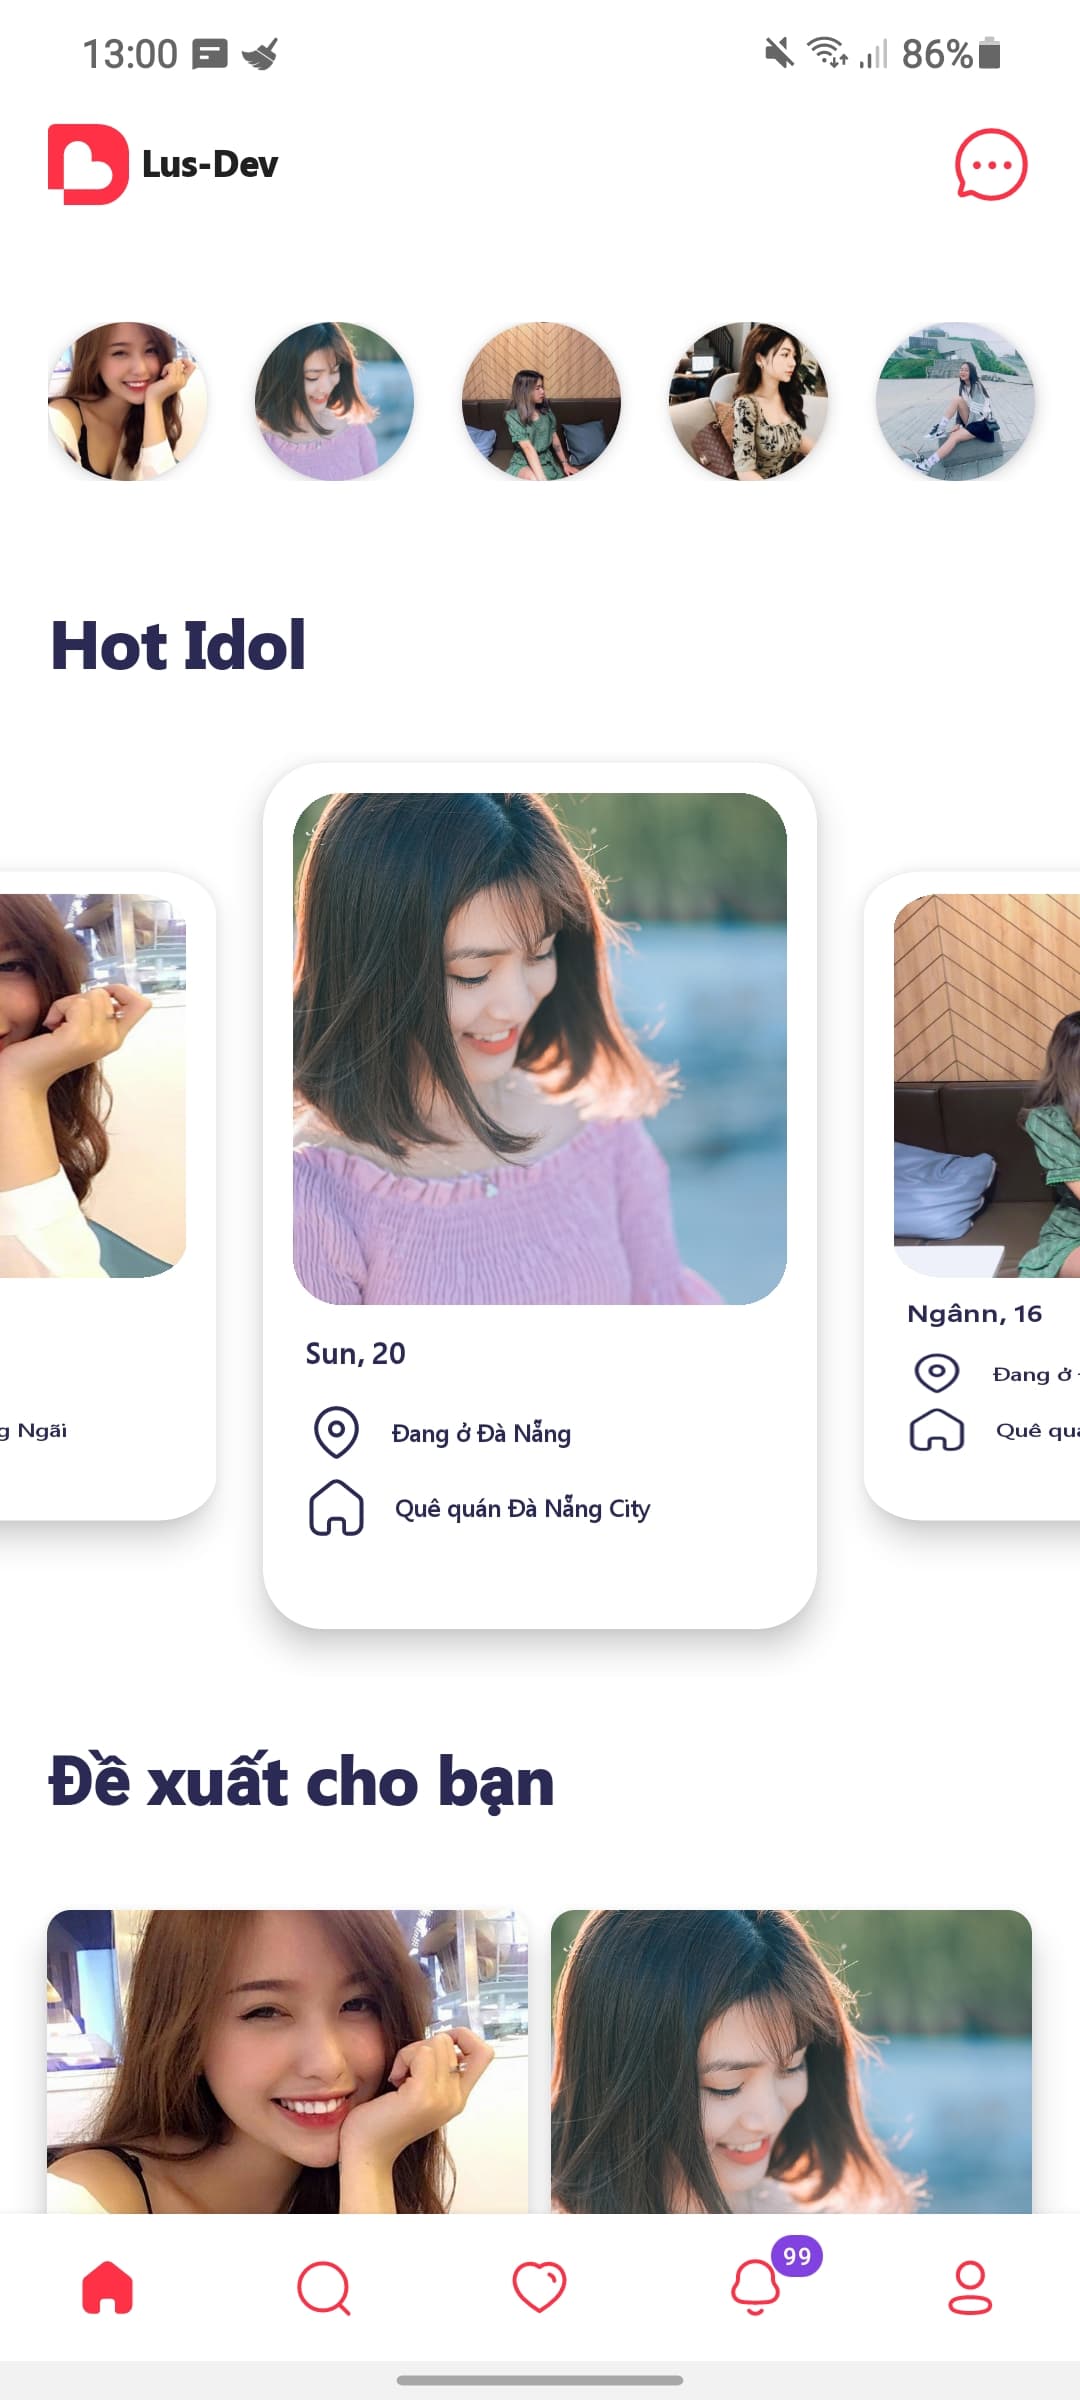 13:00
86%
Lus-Dev
Hot Idol
g Ngãi
Sun, 20
Đang ở Đà Nẵng
Quê quán Đà Nẵng City
Ngânn, 16
Đang ở
Quê
Đề xuất cho bạn
99